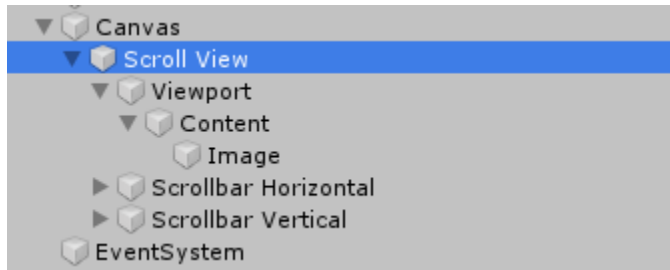 Canvas
Scroll View
Viewport
Content
Image
Scrollbar Horizontal
Scrollbar Vertical
EventSystem